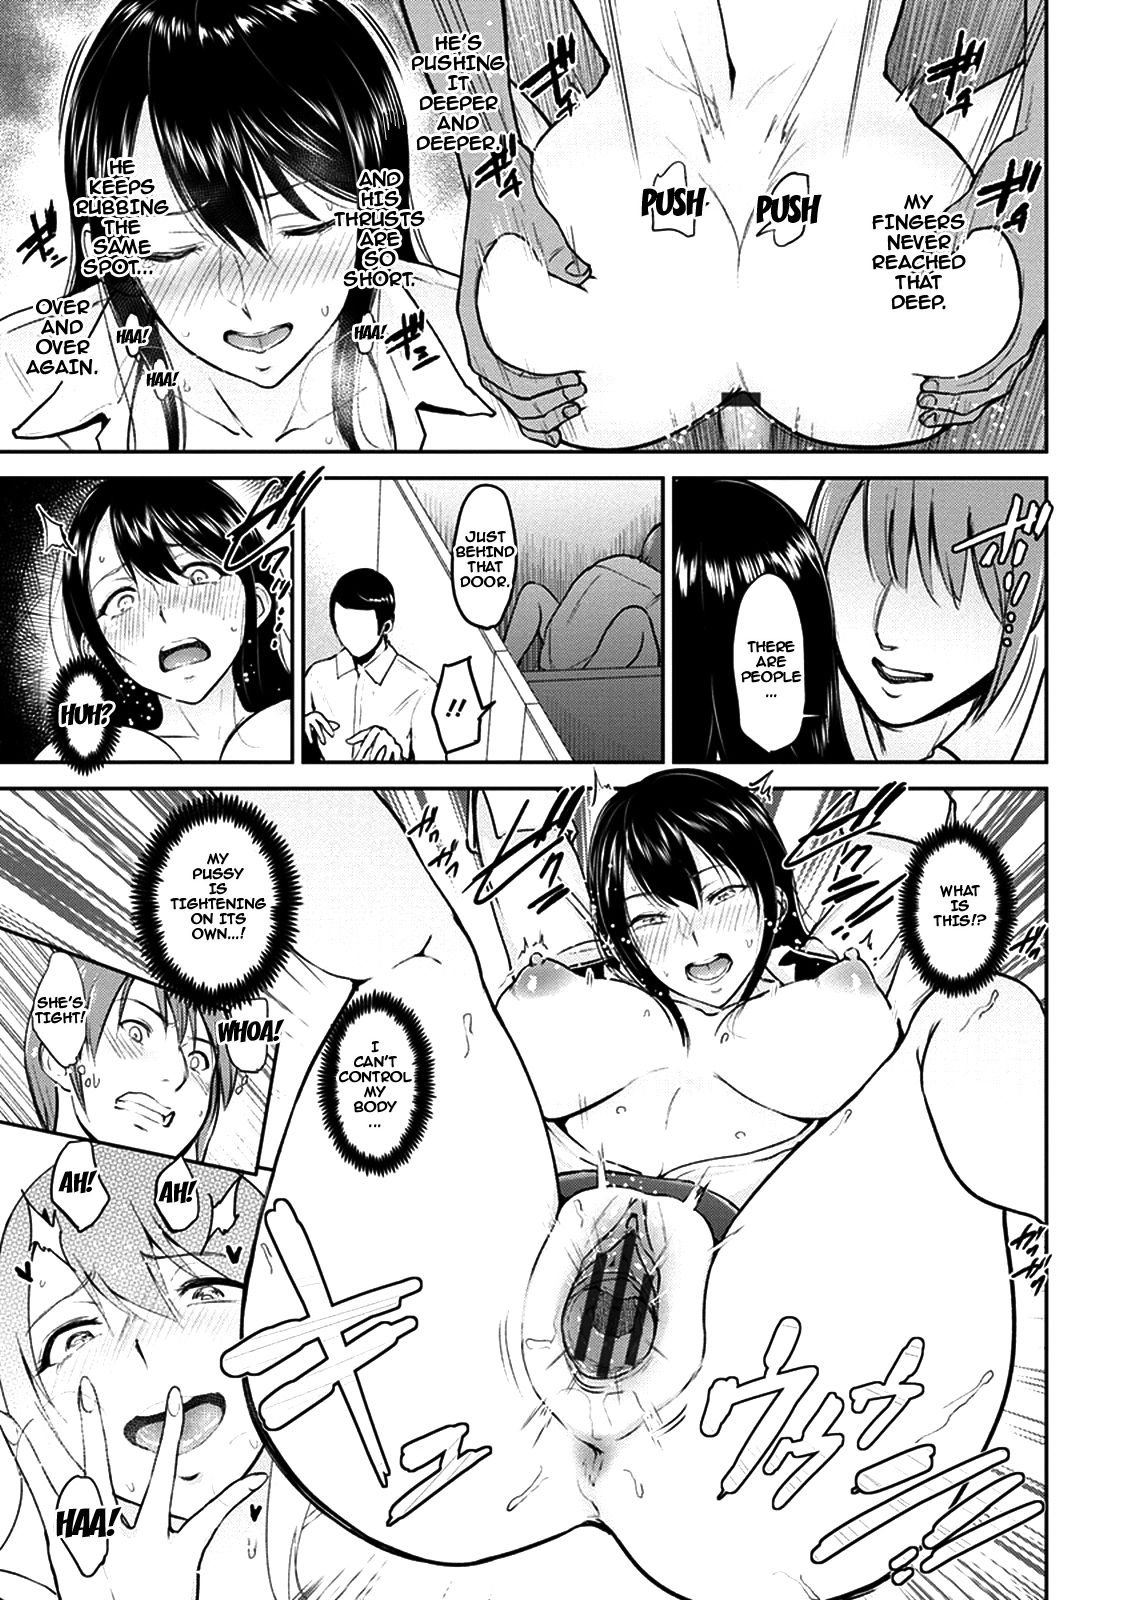 MY
FINGERS
NEVER
REACHED
THAT
DEEP.
PUSH
PUSH
HE'S
PUSHING
IT
DEEPER
AND
DEEPER.
AND
HIS
THRUSTS
ARE
SO
SHORT.
HE
KEEPS
RUBBING
THE
SAME
SPOT...
OVER
AND
OVER
AGAIN.
HAA!
HAA!
HAA!
THERE
ARE
PEOPLE
...
JUST
BEHIND
THAT
DOOR.
!!
HUH?
WHAT
IS
THIS!?
MY
PUSSY
IS
TIGHTENING
ON ITS
OWN...!
I
CAN'T
CONTROL
MY
BODY
...
WHOA!
SHE'S
TIGHT!
AH!
AH!
HAA!